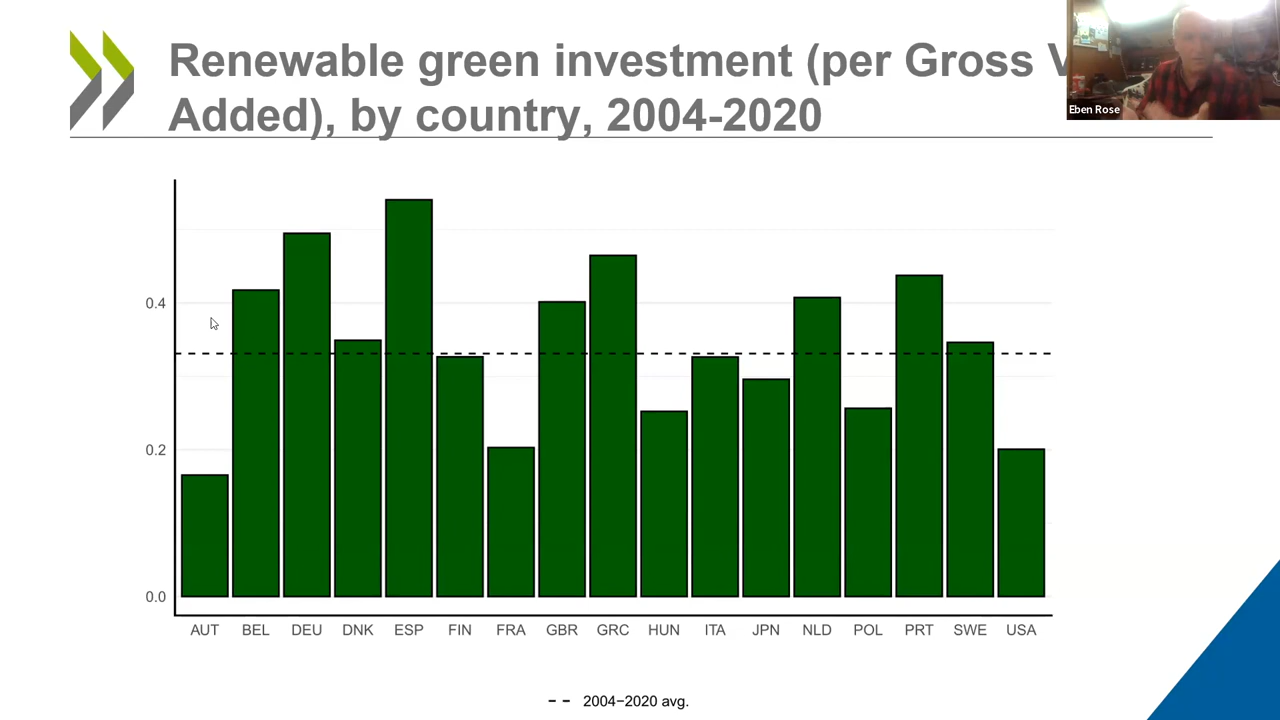 Renewable green investment (per Gross
Added), by country, 2004-2020
Eben Rose
0.4
0.2
0.0
AUT BEL DEU DNK ESP FIN FRA GBR GRC HUN ITA JPN NLD POL PRT SWE USA
2004−2020 avg.